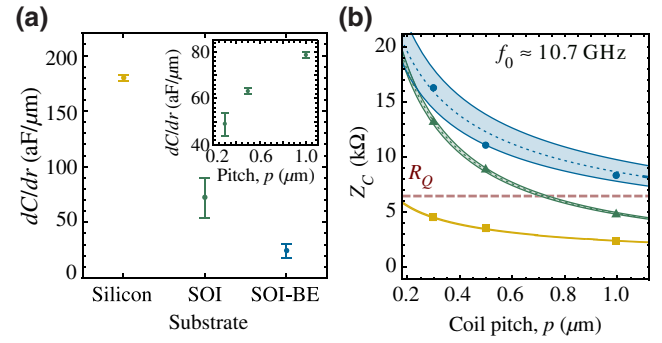 (a)
dC/dr (aF/μm)
200
150
100
50
0
Silicon
SOI
SOI-BE
Substrate
dC/dr (aF/μm)
80
60
40
0.2
0.6
1.0
Pitch, p (μm)
(b)
f0 ≈ 10.7 GHz
ZC (kΩ)
20
15
10
5
0
RQ
0.2
0.4
0.6
0.8
1.0
Coil pitch, p (μm)